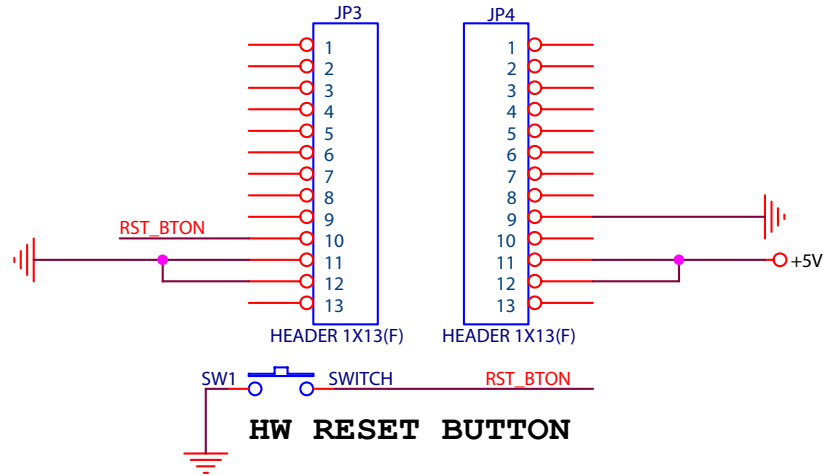 JP3 JP4
1 1
2 2
3 3
4 4
5 5
6 6
7 7
8 8
9 9
RST_BTON 10 10
11 11 +5V
12 12
13 13
HEADER 1X13(F) HEADER 1X13(F)
SW1 SWITCH RST_BTON
HW RESET BUTTON